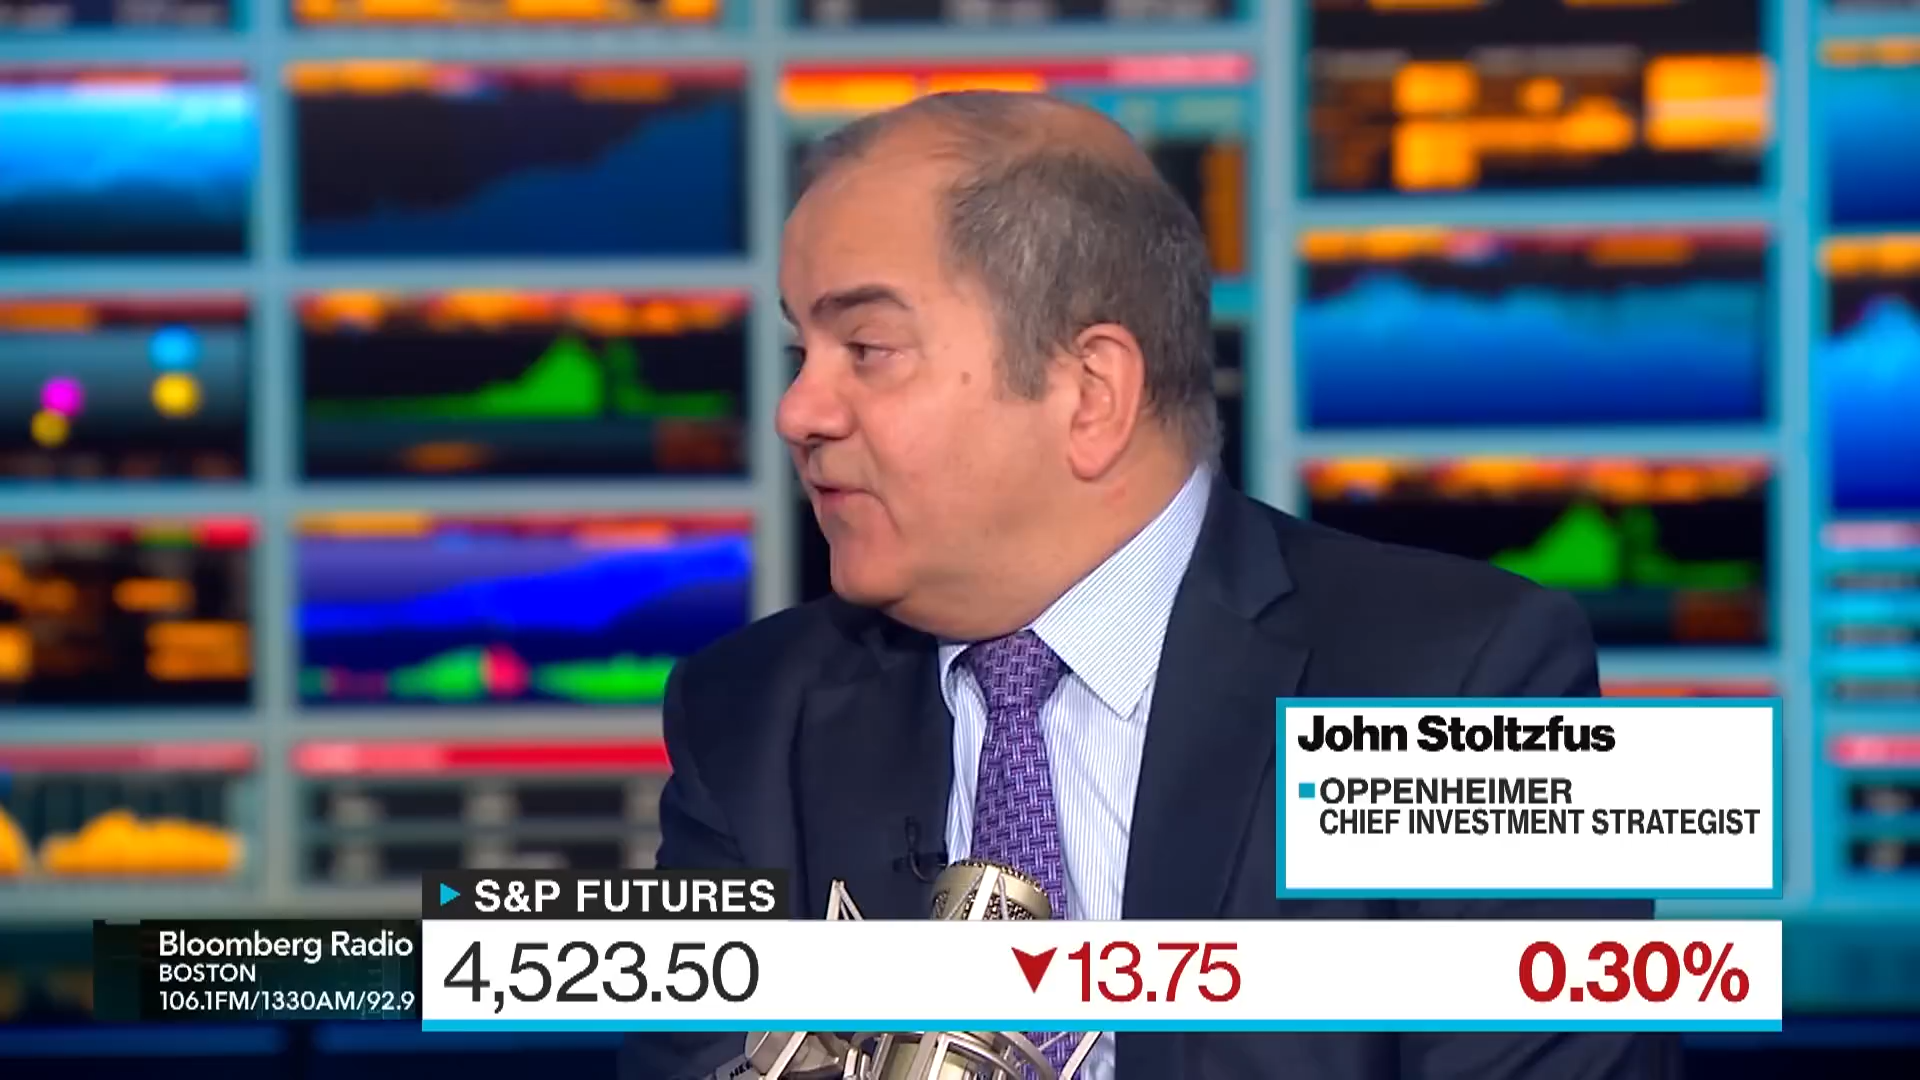 John Stoltzfus
OPPENHEIMER
CHIEF INVESTMENT STRATEGIST
S&P FUTURES
4,523.50 13.75 0.30%
Bloomberg Radio
BOSTON
106.1FM/1330AM/92.9